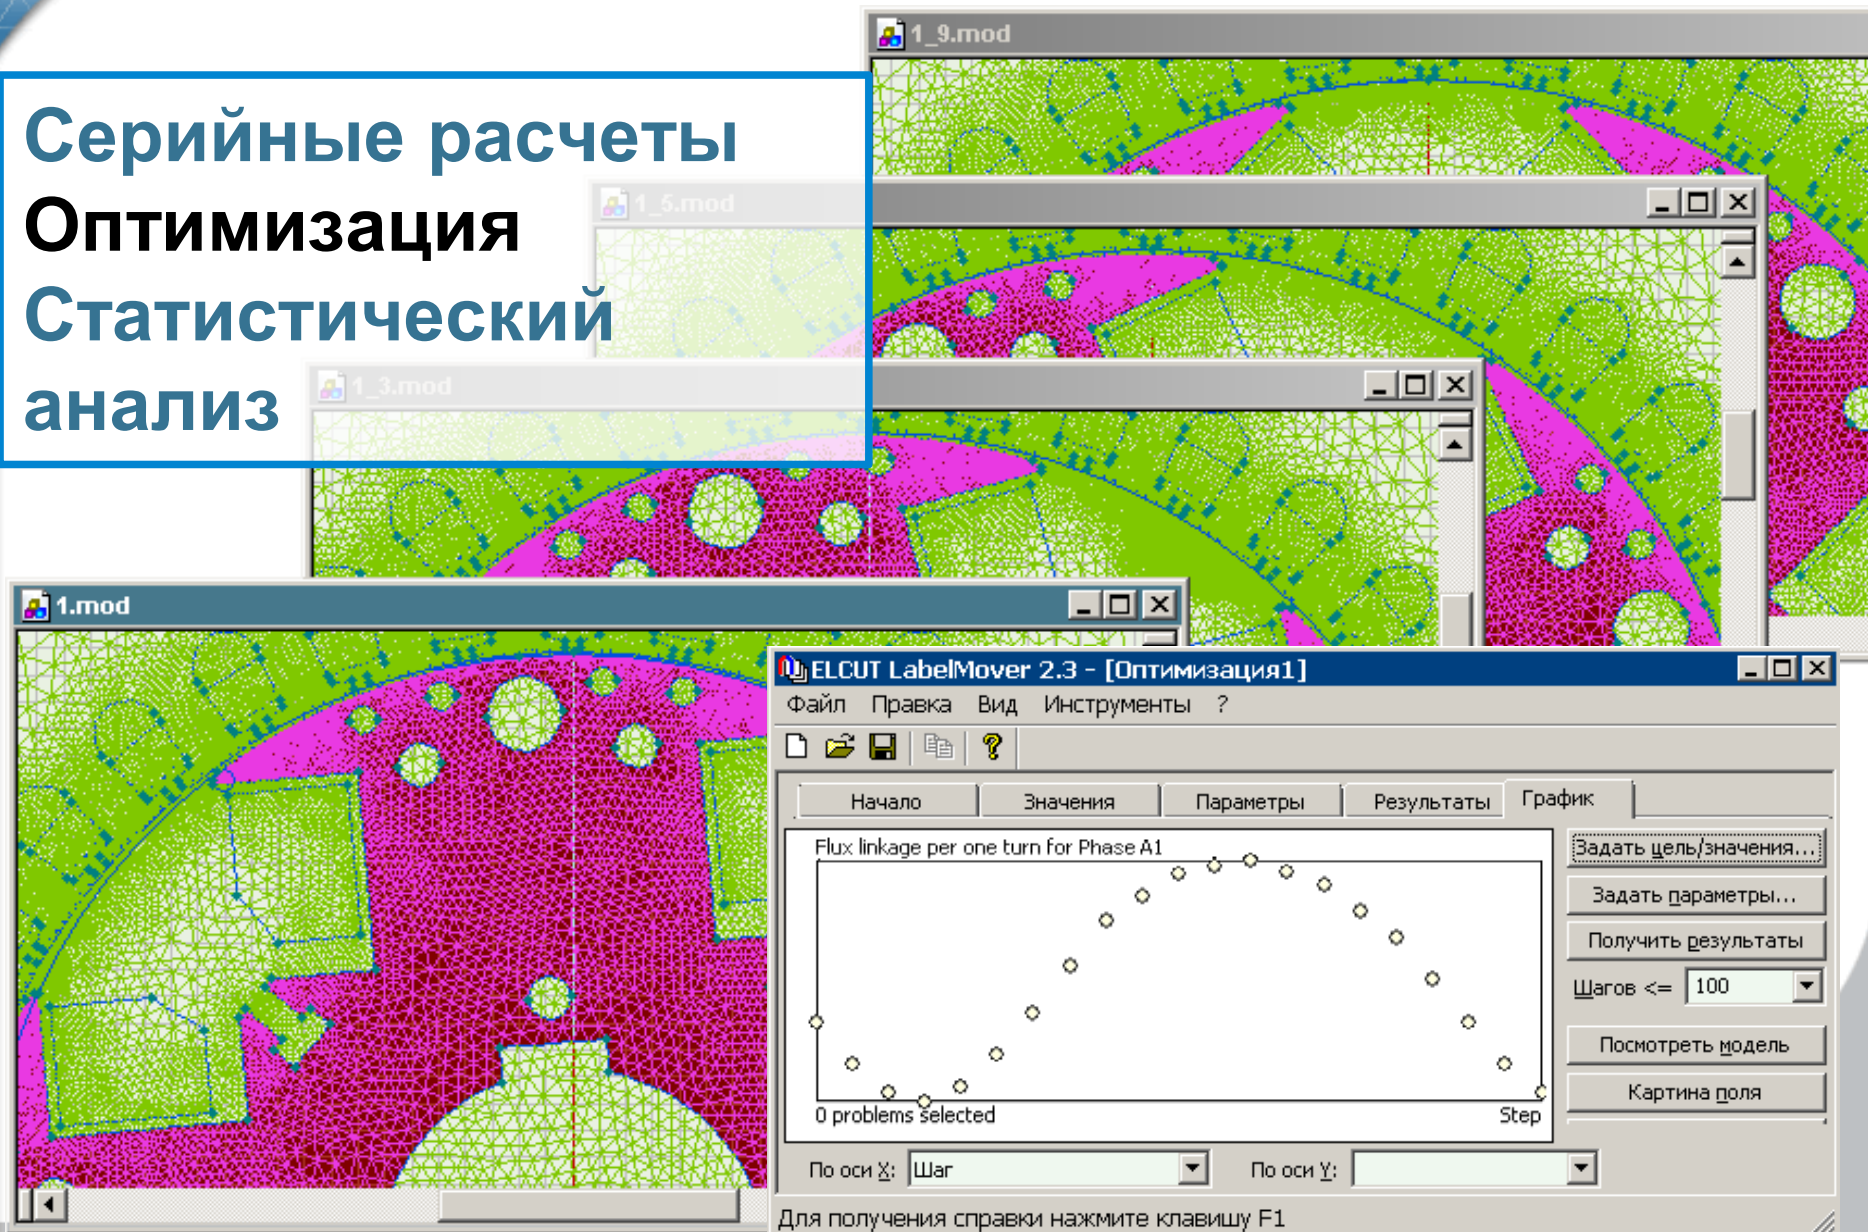 1_9.mod
Серийные расчеты
Оптимизация
Статистический
анализ
1_5.mod
1_3.mod
1.mod
ELCUT LabelMover 2.3 - [Оптимизация1]
Файл Правка Вид Инструменты ?
Начало Значения Параметры Результаты График
Flux linkage per one turn for Phase A1
0 problems selected Step
Задать цель/значения...
Задать параметры...
Получить результаты
Шагов <= 100
Посмотреть модель
Картина поля
По оси X: Шаг По оси Y:
Для получения справки нажмите клавишу F1